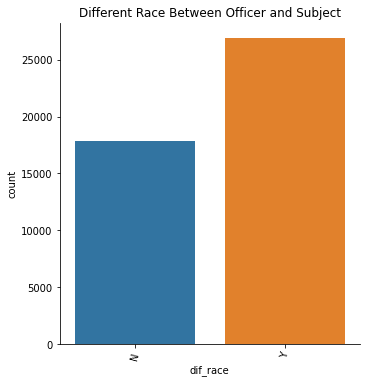 Different Race Between Officer and Subject
25000
20000
15000
10000
5000
0
count
N
Y
dif_race